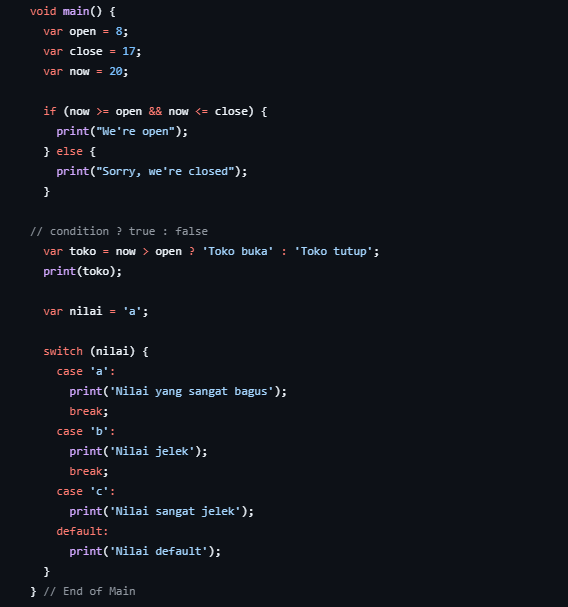 void main() {
  var open = 8;
  var close = 17;
  var now = 20;

  if (now >= open && now <= close) {
    print("We're open");
  } else {
    print("Sorry, we're closed");
  }

// condition ? true : false
  var toko = now > open ? 'Toko buka' : 'Toko tutup';
  print(toko);

  var nilai = 'a';

  switch (nilai) {
    case 'a':
      print('Nilai yang sangat bagus');
      break;
    case 'b':
      print('Nilai jelek');
      break;
    case 'c':
      print('Nilai sangat jelek');
    default:
      print('Nilai default');
  }
} // End of Main